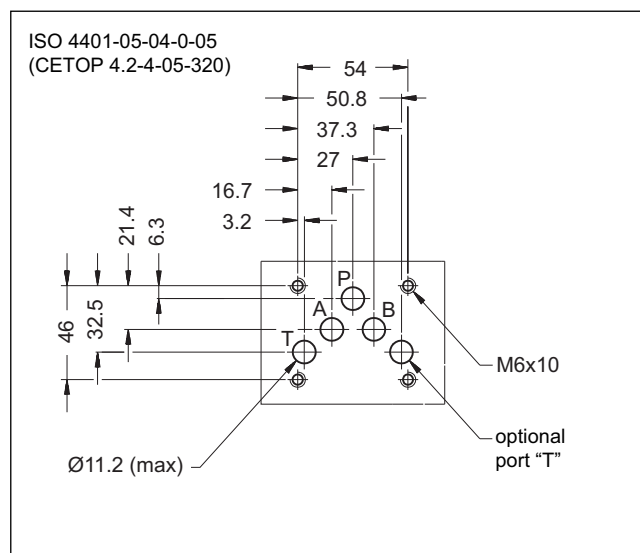 ISO 4401-05-04-0-05
(CETOP 4.2-4-05-320)
54
50.8
37.3
27
16.7
3.2
21.4
6.3
46
32.5
P
A
B
T
M6x10
Ø11.2 (max)
optional
port “T”